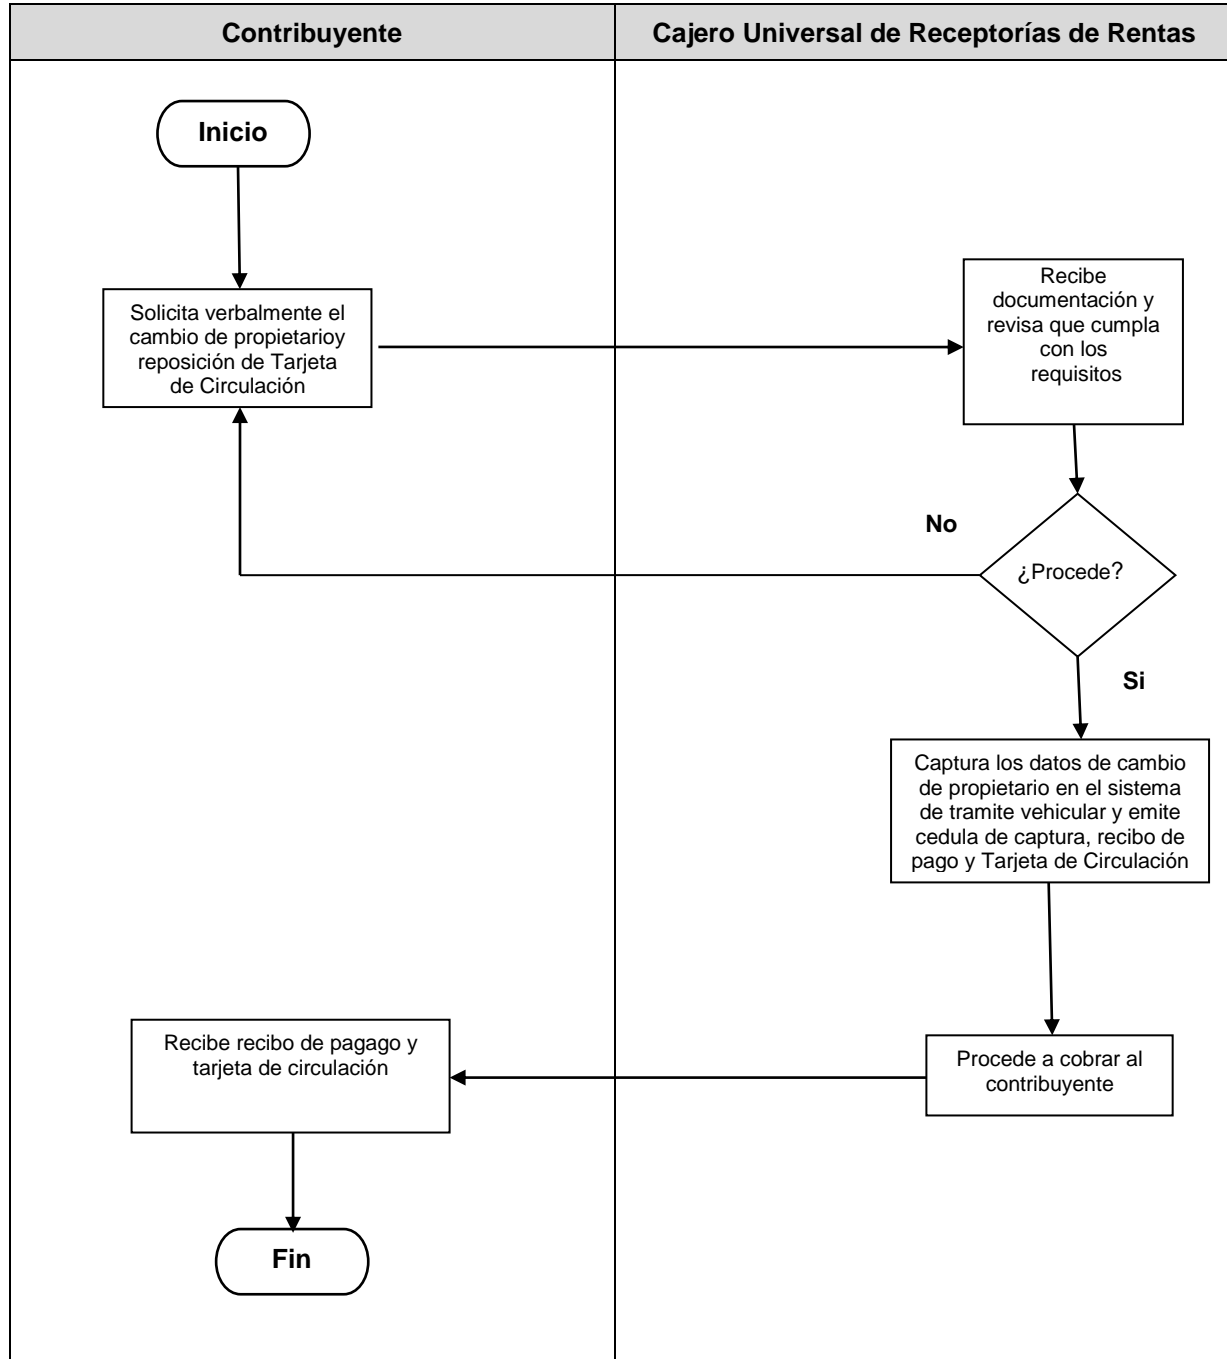 Contribuyente
Cajero Universal de Receptorías de Rentas
Inicio
Solicita verbalmente el
cambio de propietarioy
reposición de Tarjeta
de Circulación
Recibe
documentación y
revisa que cumpla
con los
requisitos
No
¿Procede?
Si
Captura los datos de cambio
de propietario en el sistema
de tramite vehicular y emite
cedula de captura, recibo de
pago y Tarjeta de Circulación
Procede a cobrar al
contribuyente
Recibe recibo de pagago y
tarjeta de circulación
Fin